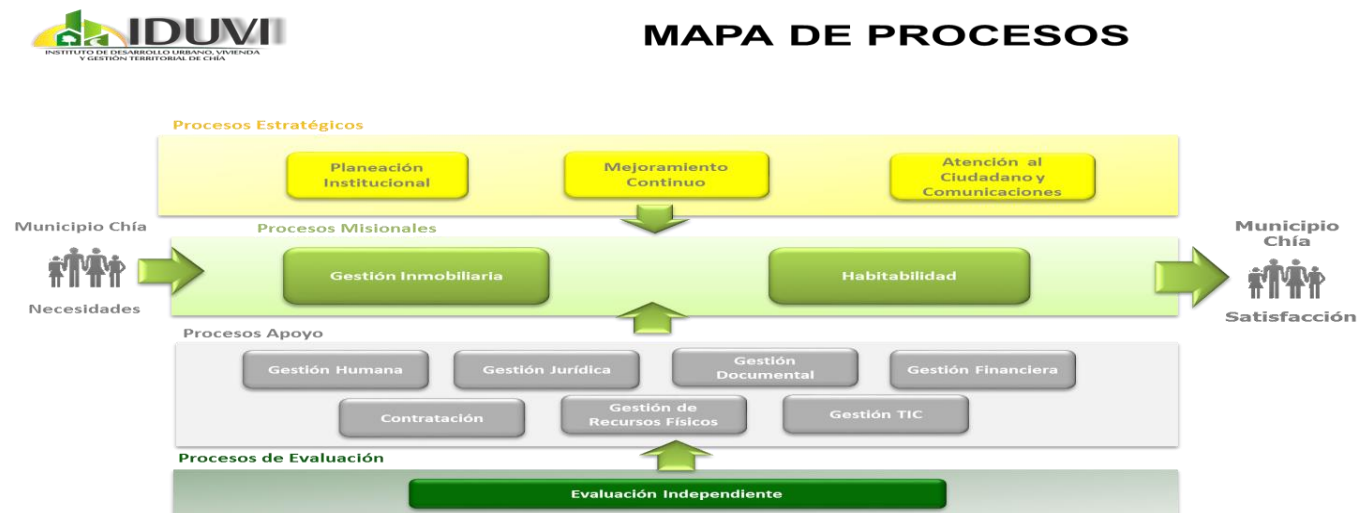 IDUVI
INSTITUTO DE DESARROLLO URBANO, VIVIENDA
Y GESTIÓN TERRITORIAL DE CHÍA
MAPA DE PROCESOS
Procesos Estratégicos
Planeación
Institucional
Mejoramiento
Continuo
Atención al
Ciudadano y
Comunicaciones
Municipio Chía
Necesidades
Procesos Misionales
Gestión Inmobiliaria
Habitabilidad
Municipio
Chía
Satisfacción
Procesos Apoyo
Gestión Humana
Gestión Jurídica
Gestión
Documental
Gestión Financiera
Contratación
Gestión de
Recursos Físicos
Gestión TIC
Procesos de Evaluación
Evaluación Independiente